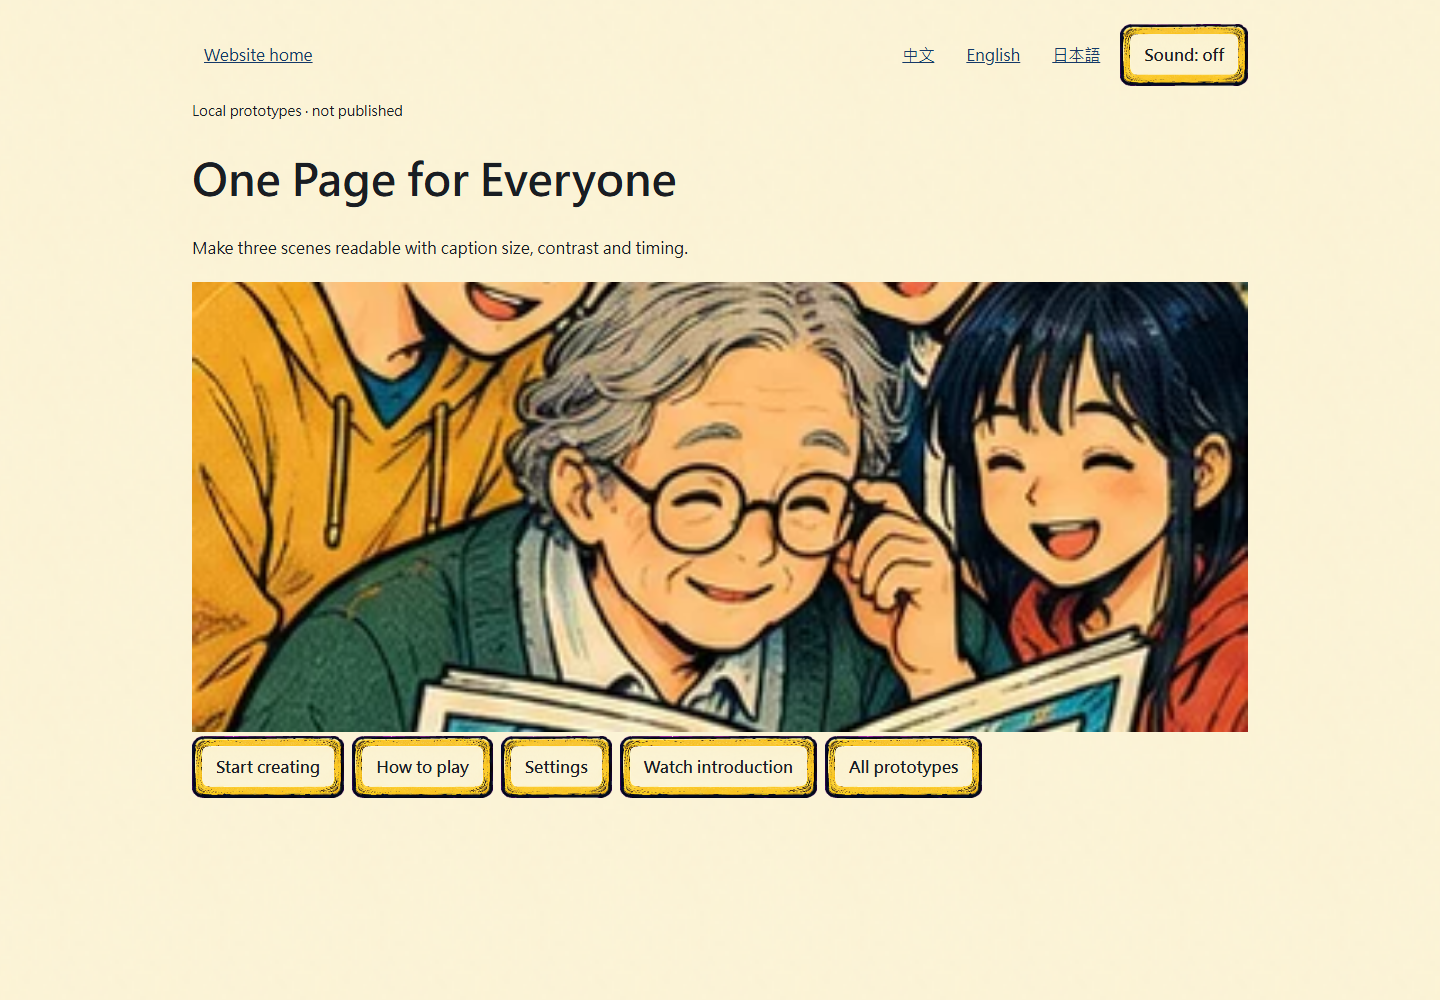 Website home 中文 English 日本語 Sound: off
Local prototypes · not published
One Page for Everyone
Make three scenes readable with caption size, contrast and timing.
Start creating How to play Settings Watch introduction All prototypes